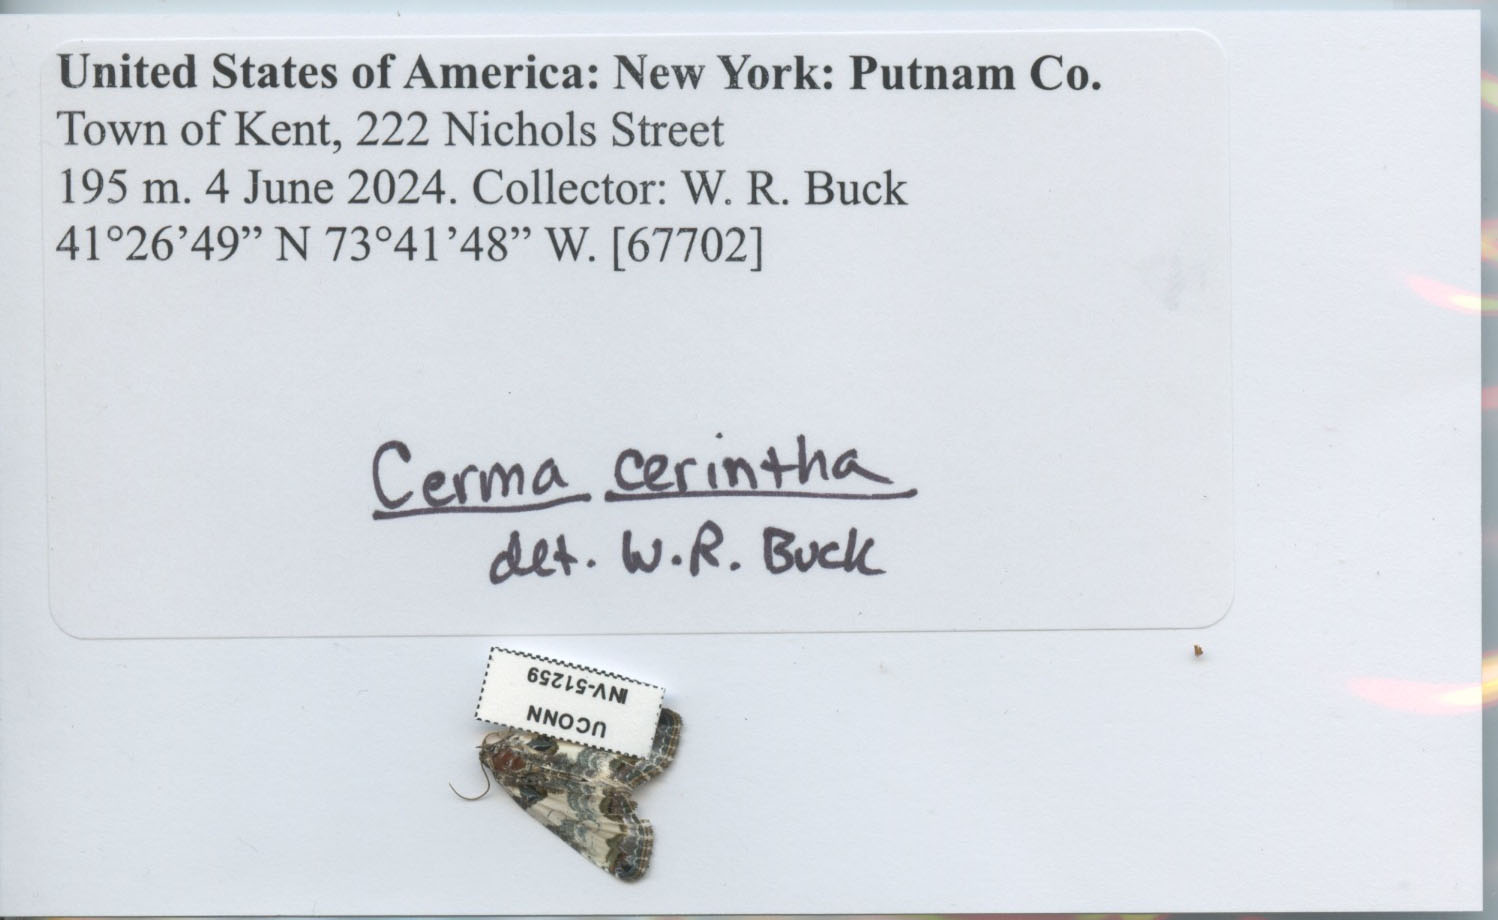 United States of America: New York: Putnam Co.
Town of Kent, 222 Nichols Street
195 m. 4 June 2024. Collector: W. R. Buck
41°26’49” N 73°41’48” W. [67702]
Cerma cerintha
det. W.R. Buck
UCONN
INV-51259